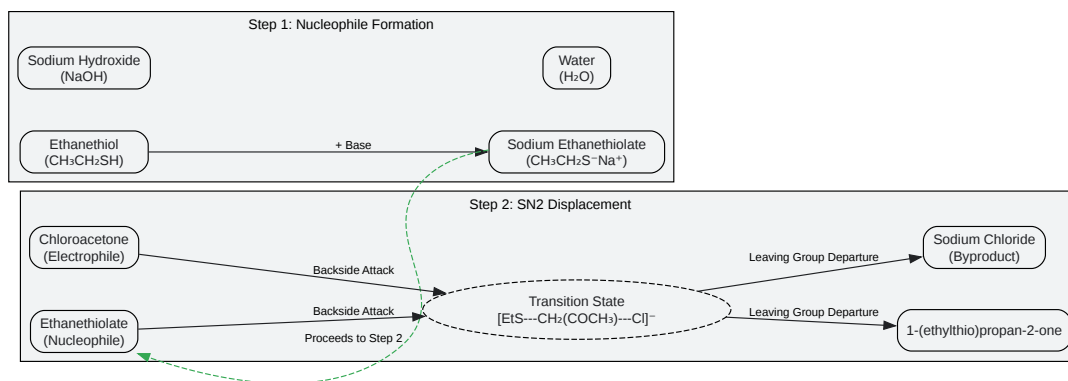 Step 1: Nucleophile Formation
Sodium Hydroxide
(NaOH)
Water
(H₂O)
Ethanethiol
(CH₃CH₂SH)
+ Base
Sodium Ethanethiolate
(CH₃CH₂S⁻Na⁺)
Step 2: SN2 Displacement
Chloroacetone
(Electrophile)
Backside Attack
Ethanethiolate
(Nucleophile)
Backside Attack
Proceeds to Step 2
Transition State
[EtS---CH₂(COCH₃)---Cl]⁻
Leaving Group Departure
Sodium Chloride
(Byproduct)
Leaving Group Departure
1-(ethylthio)propan-2-one